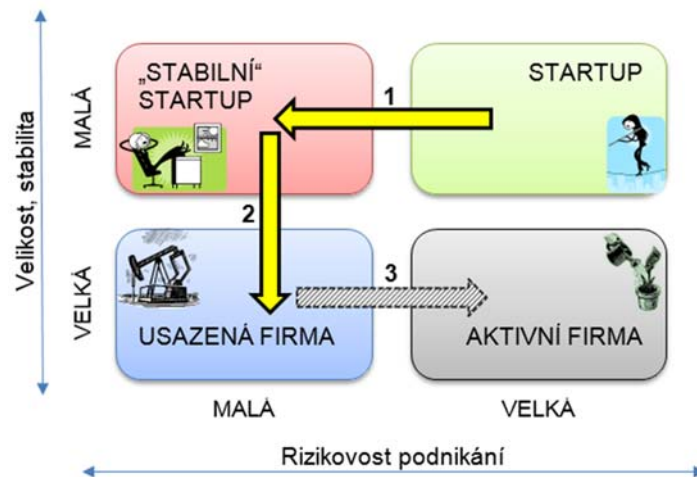 „STABILNÍ“
STARTUP
STARTUP
1
MALÁ
Velikost, stabilita
2
3
VELKÁ
USAZENÁ FIRMA
AKTIVNÍ FIRMA
MALÁ
VELKÁ
Rizikovost podnikání